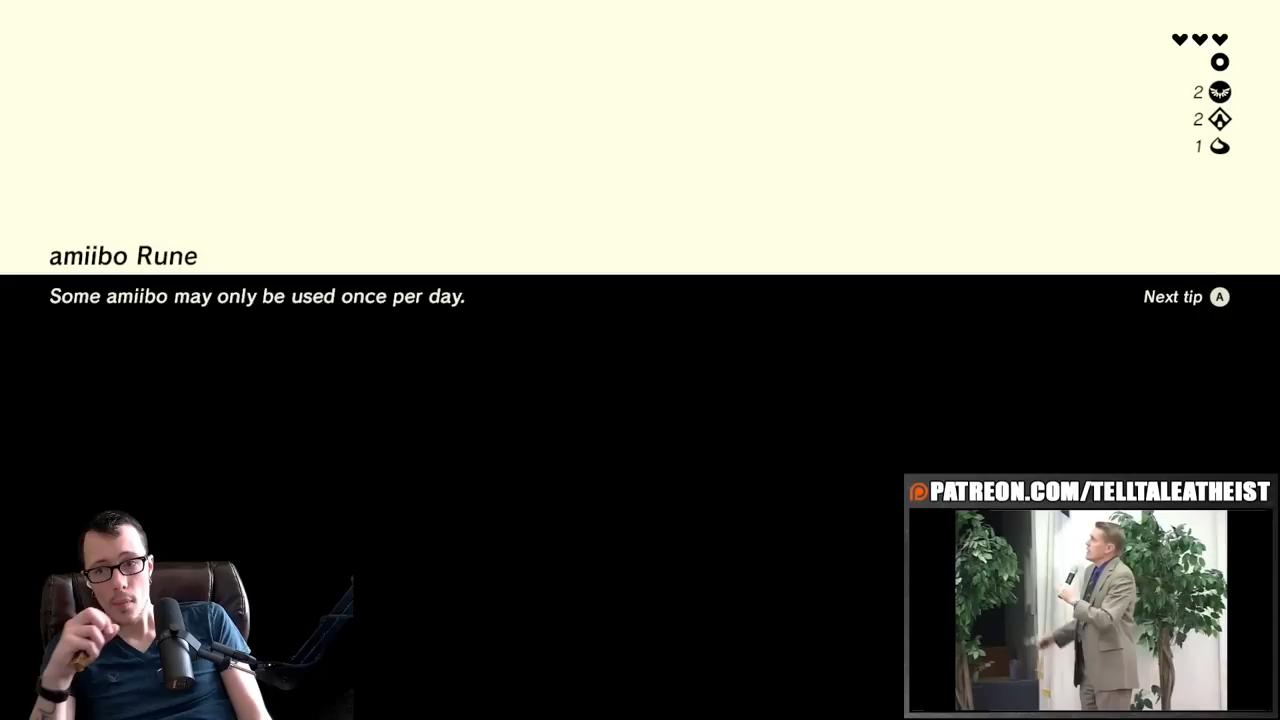 2
2
1
amiibo Rune
Some amiibo may only be used once per day.
Next tip A
PATREON.COM/TELLTALEATHEIST